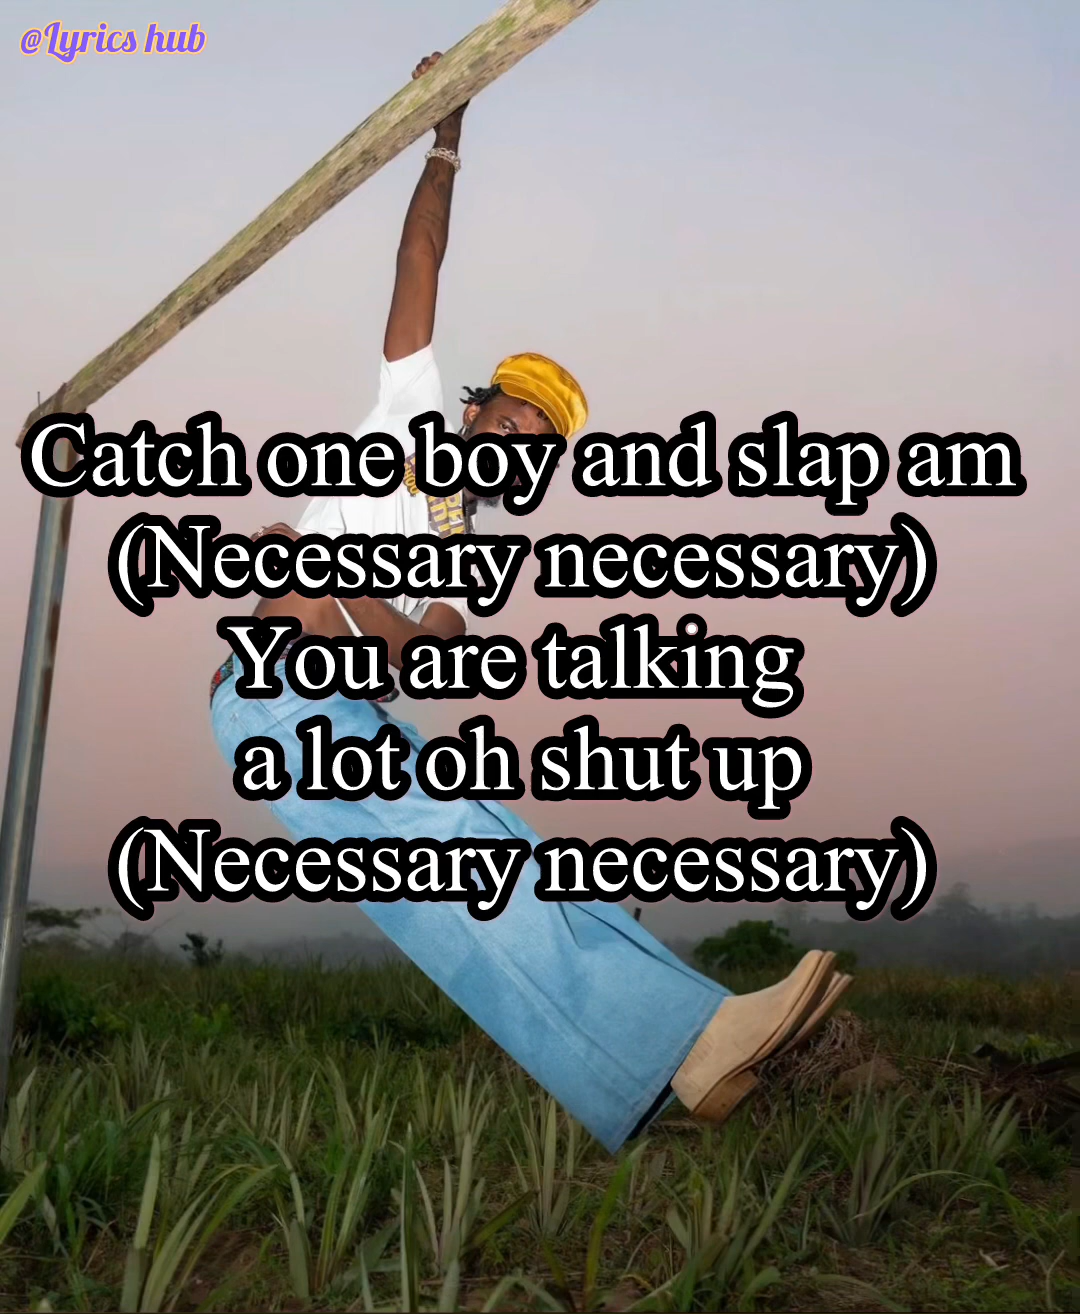 @Lyrics hub
Catch one boy and slap am
(Necessary necessary)
You are talking
a lot oh shut up
(Necessary necessary)